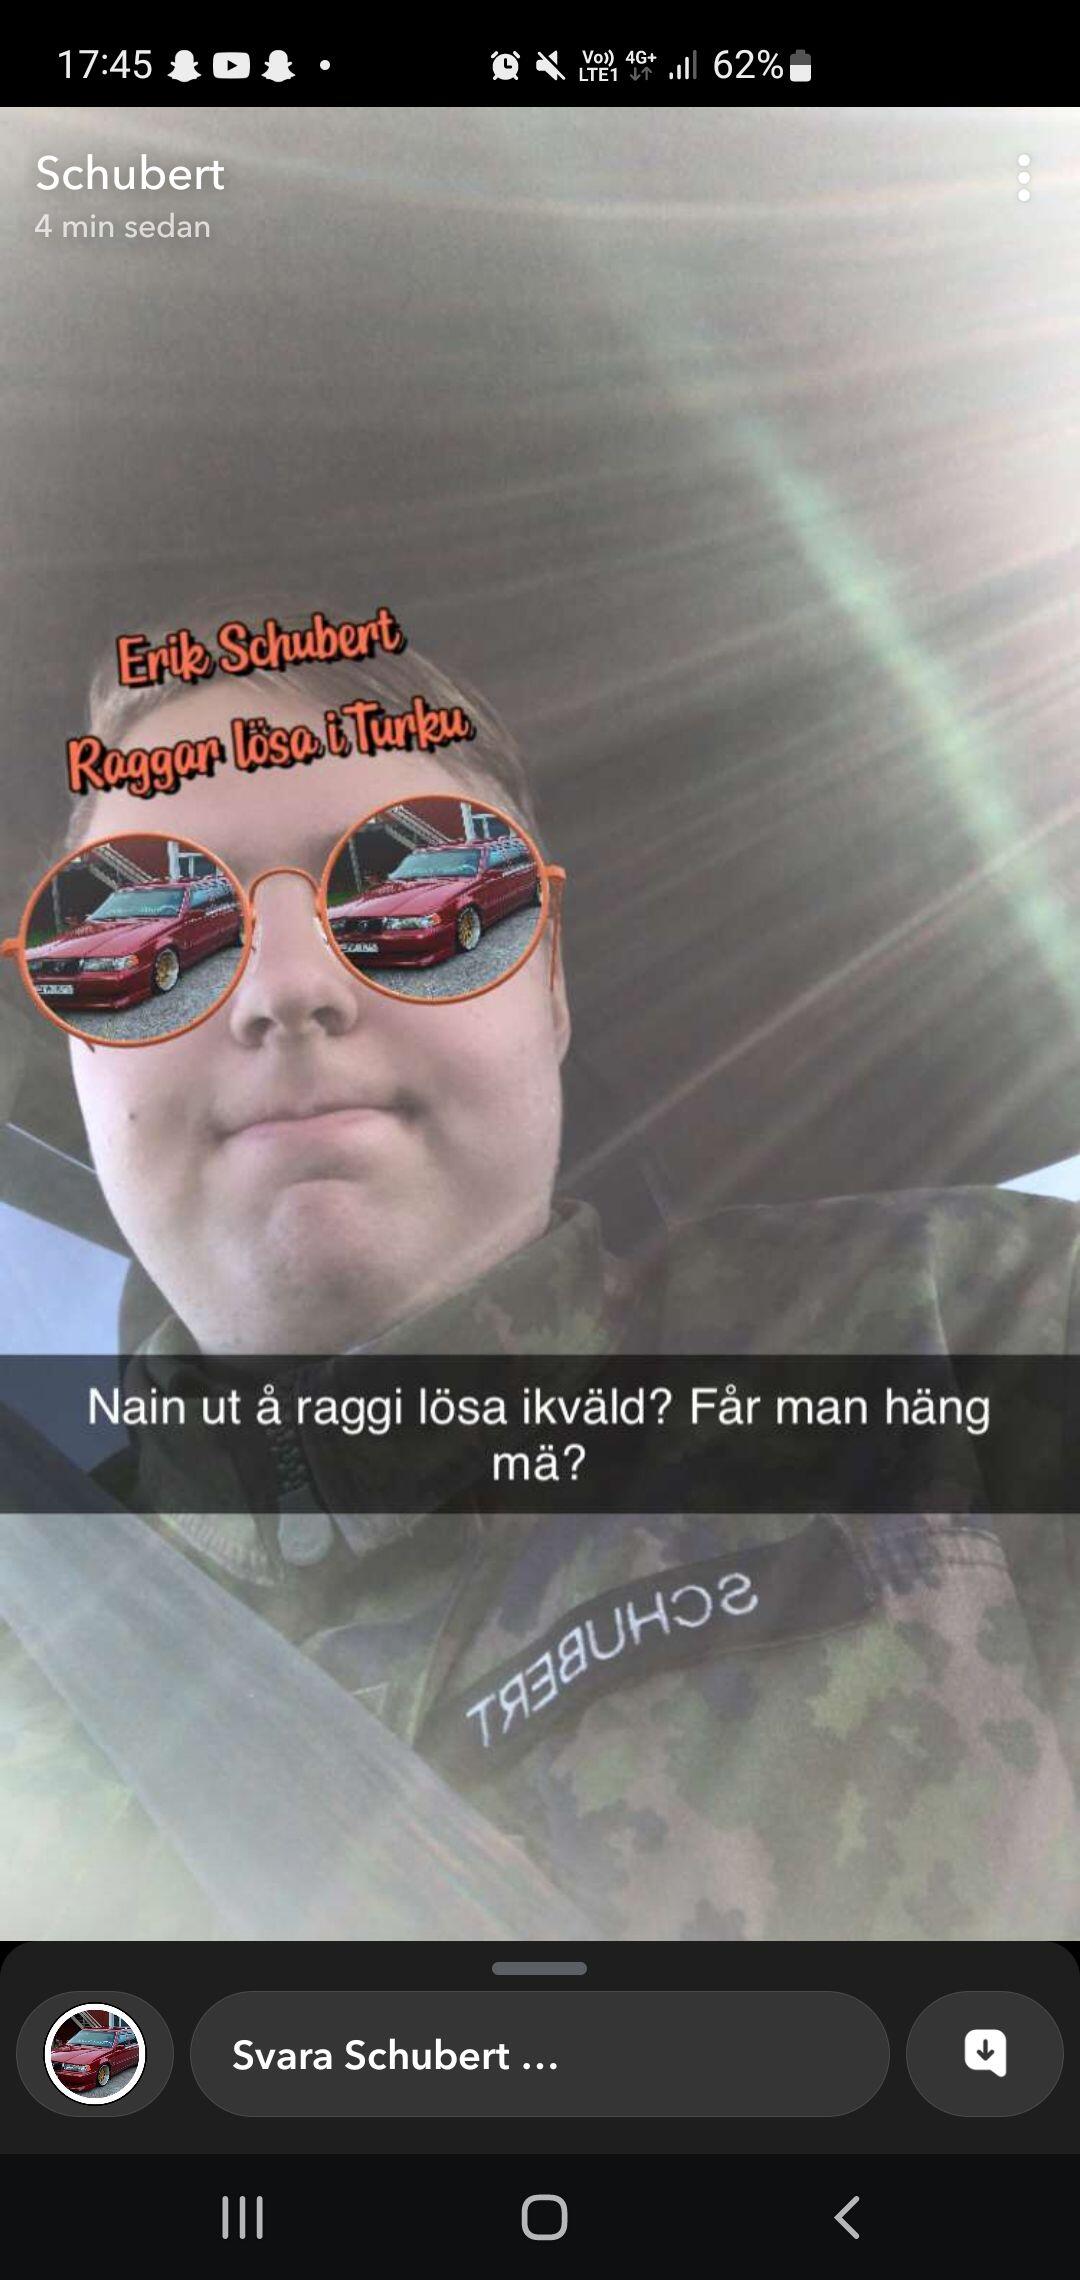 17:45
Vo))
LTE1
4G+
62%
Schubert
4 min sedan
Erik Schubert
Raggar lösa i Turku
Nain ut å raggi lösa ikväld? Får man häng
mä?
SCHUBERT
Svara Schubert ...